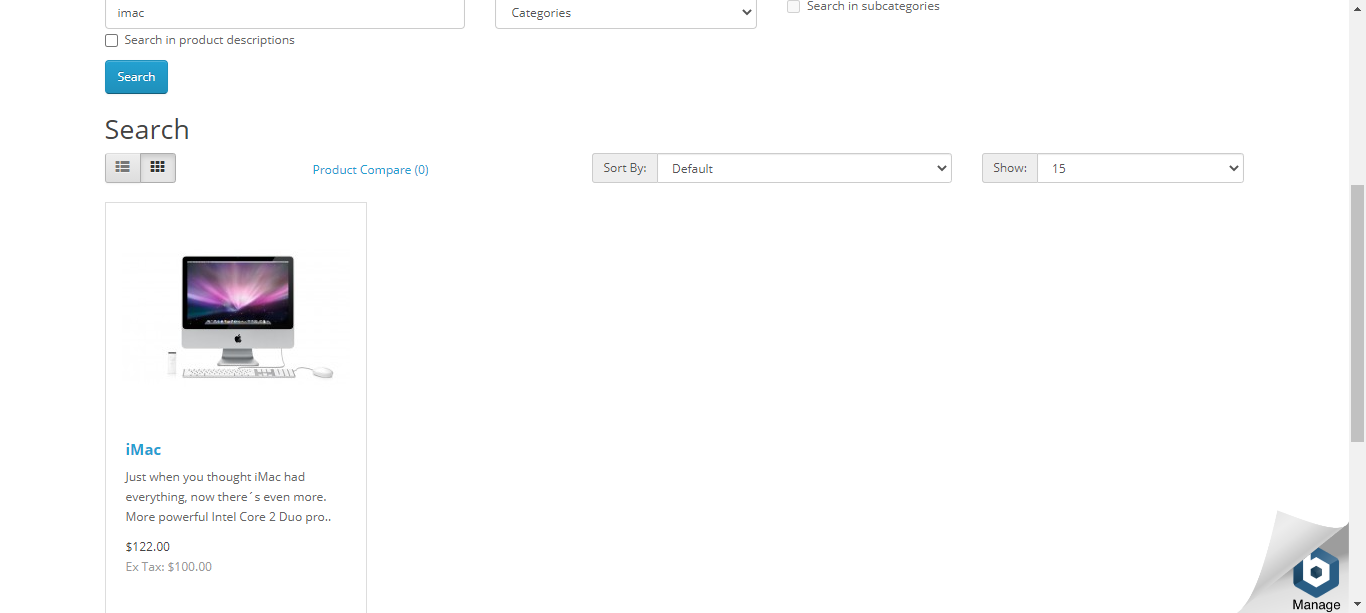 imac
Categories
Search in subcategories
Search in product descriptions
Search
Search
Product Compare (0)
Sort By:
Default
Show:
15
iMac
Just when you thought iMac had
everything, now there´s even more.
More powerful Intel Core 2 Duo pro..
$122.00
Ex Tax: $100.00
Manage